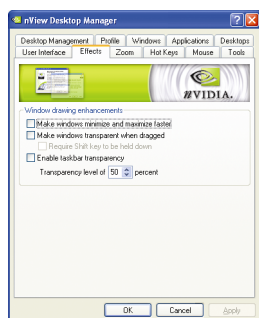 nView Desktop Manager
Desktop Management Profile Windows Applications Desktops
User Interface Effects Zoom Hot Keys Mouse Tools
nVIDIA.
Window drawing enhancements
Make windows minimize and maximize faster
Make windows transparent when dragged
Require Shift key to be held down
Enable taskbar transparency
Transparency level of 50 percent
OK Cancel Apply